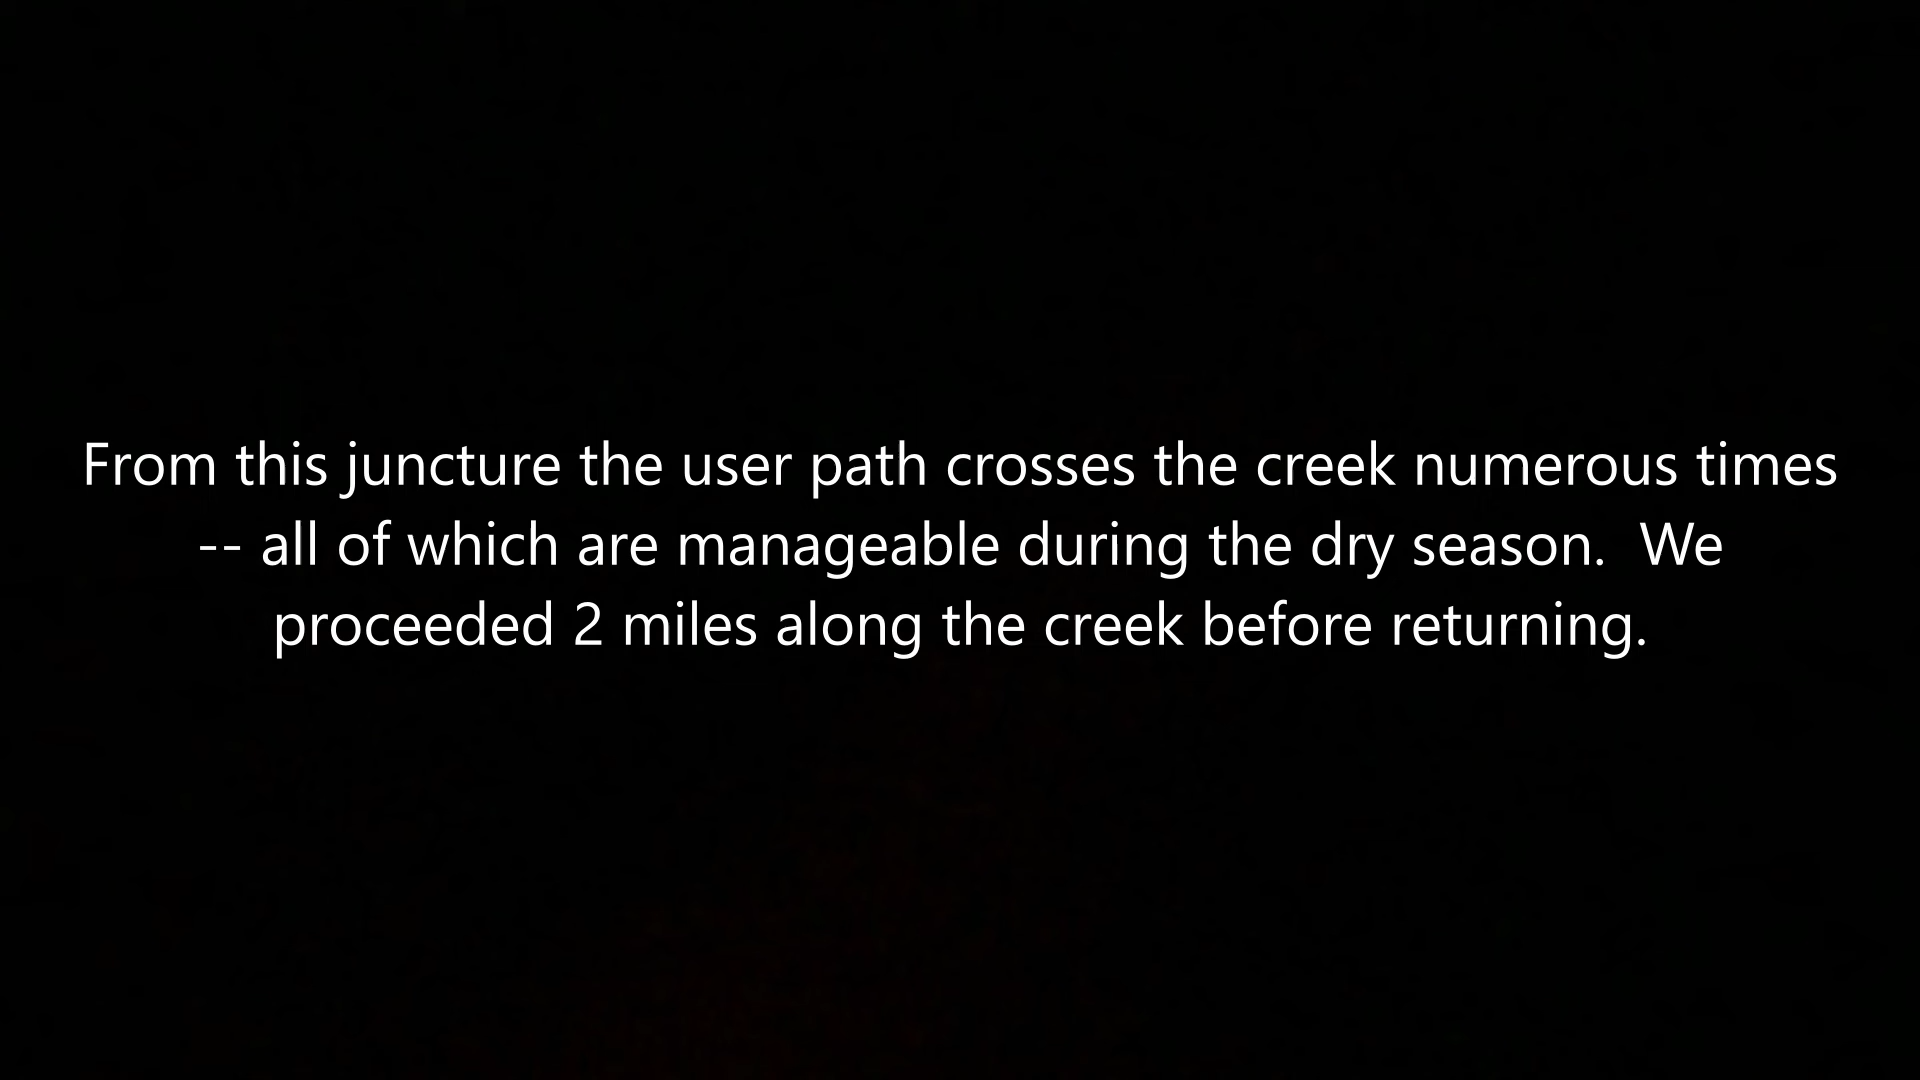 From this juncture the user path crosses the creek numerous times
-- all of which are manageable during the dry season.  We
proceeded 2 miles along the creek before returning.